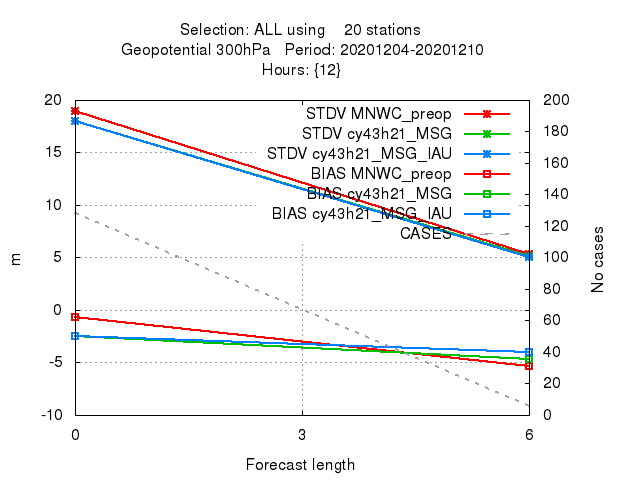 Selection: ALL using 20 stations
Geopotential 300hPa Period: 20201204-20201210
Hours: {12}
STDV MNWC_preop
STDV cy43h21_MSG
STDV cy43h21_MSG_IAU
BIAS MNWC_preop
BIAS cy43h21_MSG
BIAS cy43h21_MSG_IAU
CASES
20
15
10
5
0
-5
-10
m
200
180
160
140
120
100
80
60
40
20
0
No cases
0 3 6
Forecast length